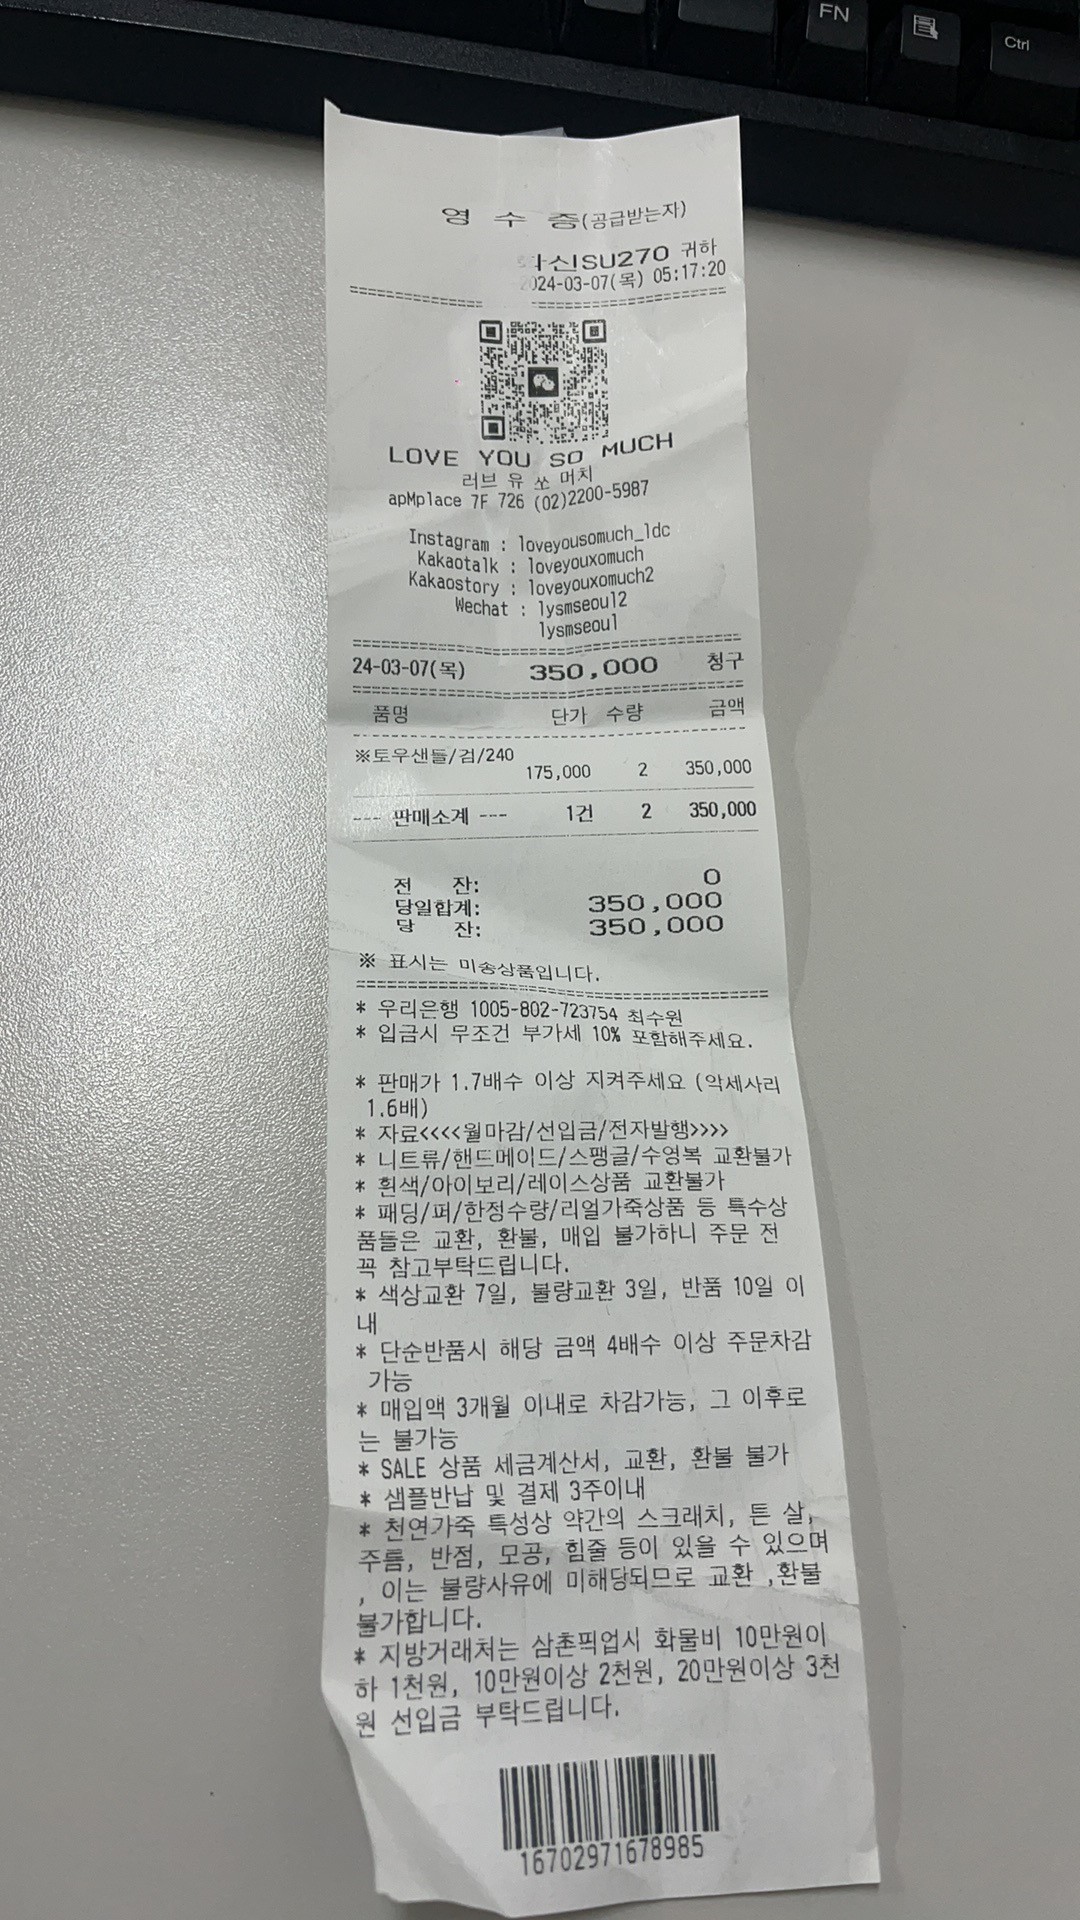 FN
Ctrl
영 수 증(공급받는자)
SU270 귀하
2024-03-07(목) 05:17:20
LOVE YOU SO MUCH
러브 유 쏘 머치
apMplace 7F 726 (02)2200-5987
Instagram : loveyousomuch_ldc
Kakaotalk : loveyouxomuch
Kakaostory : loveyouxomuch2
Wechat : lysmseoul2
lysmseoul
24-03-07(목) 350,000 청구
품명 단가 수량 금액
※토우샌들/검/240
175,000 2 350,000
--- 판매소계 --- 1건 2 350,000
전 잔: 0
당일합계: 350,000
당 잔: 350,000
※ 표시는 미송상품입니다.
* 우리은행 1005-802-723754 최수원
* 입금시 무조건 부가세 10% 포함해주세요.
* 판매가 1.7배수 이상 지켜주세요 (악세사리
1.6배)
* 자료<<<<월마감/선입금/전자발행>>>>
* 니트류/핸드메이드/스팽글/수영복 교환불가
* 흰색/아이보리/레이스상품 교환불가
* 패딩/퍼/한정수량/리얼가죽상품 등 특수상
품들은 교환, 환불, 매입 불가하니 주문 전
꼭 참고부탁드립니다.
* 색상교환 7일, 불량교환 3일, 반품 10일 이
내
* 단순반품시 해당 금액 4배수 이상 주문차감
가능
* 매입액 3개월 이내로 차감가능, 그 이후로
는 불가능
* SALE 상품 세금계산서, 교환, 환불 불가
* 샘플반납 및 결제 3주이내
* 천연가죽 특성상 약간의 스크래치, 튼 살,
주름, 반점, 모공, 힘줄 등이 있을 수 있으며
, 이는 불량사유에 미해당되므로 교환 ,환불
불가합니다.
* 지방거래처는 삼촌픽업시 화물비 10만원이
하 1천원, 10만원이상 2천원, 20만원이상 3천
원 선입금 부탁드립니다.
16702971678985